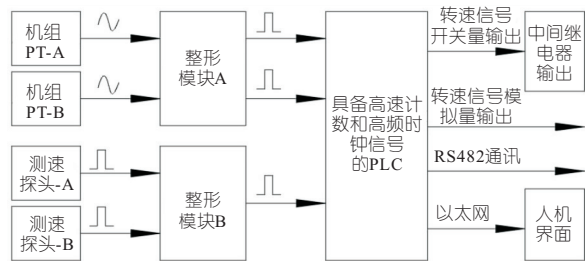 机组
PT-A
机组
PT-B
测速
探头-A
测速
探头-B
整形
模块A
整形
模块B
具备高速计
数和高频时
钟信号
的PLC
转速信号
开关量输出
转速信号模
拟量输出
RS482通讯
以太网
中间继
电器
输出
人机
界面